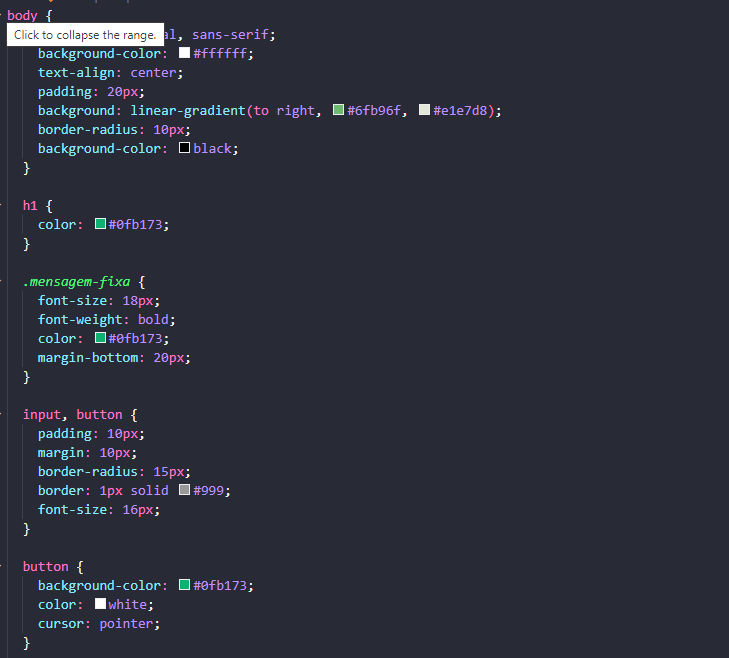 body {
Click to collapse the range.
al, sans-serif;
background-color: #ffffff;
text-align: center;
padding: 20px;
background: linear-gradient(to right, #6fb96f, #e1e7d8);
border-radius: 10px;
background-color: black;
}
h1 {
color: #0fb173;
}
.mensagem-fixa {
font-size: 18px;
font-weight: bold;
color: #0fb173;
margin-bottom: 20px;
}
input, button {
padding: 10px;
margin: 10px;
border-radius: 15px;
border: 1px solid #999;
font-size: 16px;
}
button {
background-color: #0fb173;
color: white;
cursor: pointer;
}